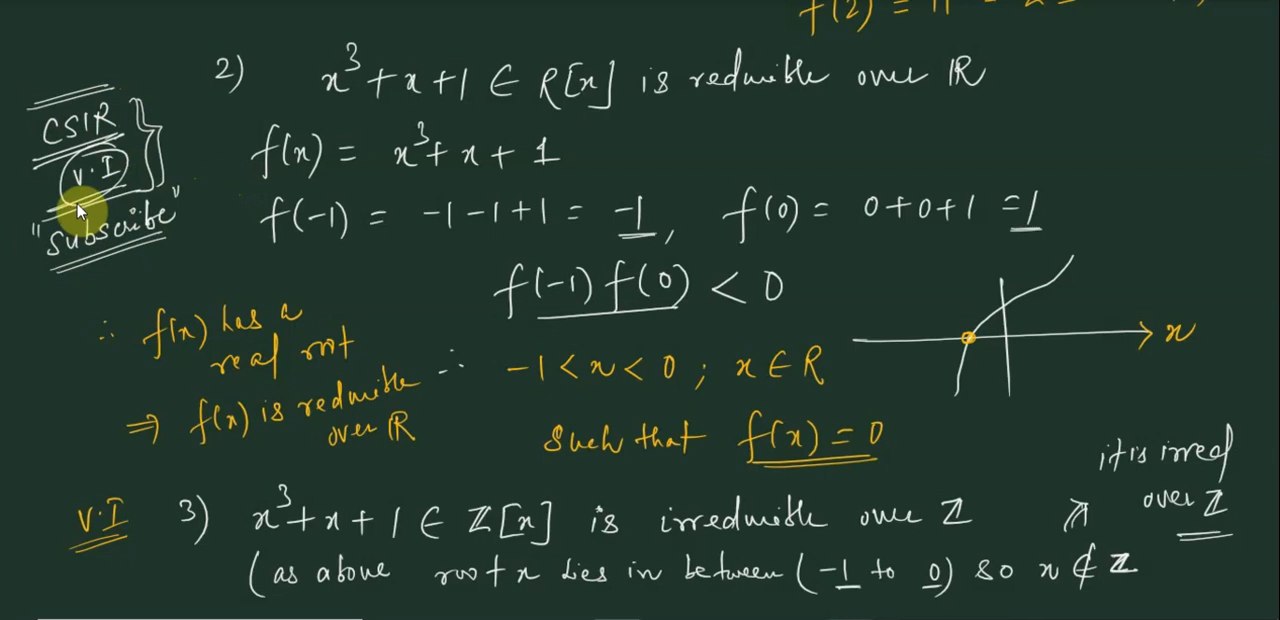 f(2) =
2) x³ + x + 1 ∈ R[x] is reducible over ℝ
CSIR
V.I
"Subscribe"
f(x) = x³ + x + 1
f(-1) = -1 -1 + 1 = -1, f(0) = 0 + 0 + 1 = 1
f(-1) f(0) < 0
∴ f(x) has a
real root
⇒ f(x) is reducible
over ℝ
x
∴ -1 < x < 0 ; x ∈ R
Such that f(x) = 0
V.I 3) x³ + x + 1 ∈ ℤ[x] is irreducible over ℤ
(as above root x lies in between (-1 to 0) so x ∉ ℤ
⇒ it is irred
over ℤ